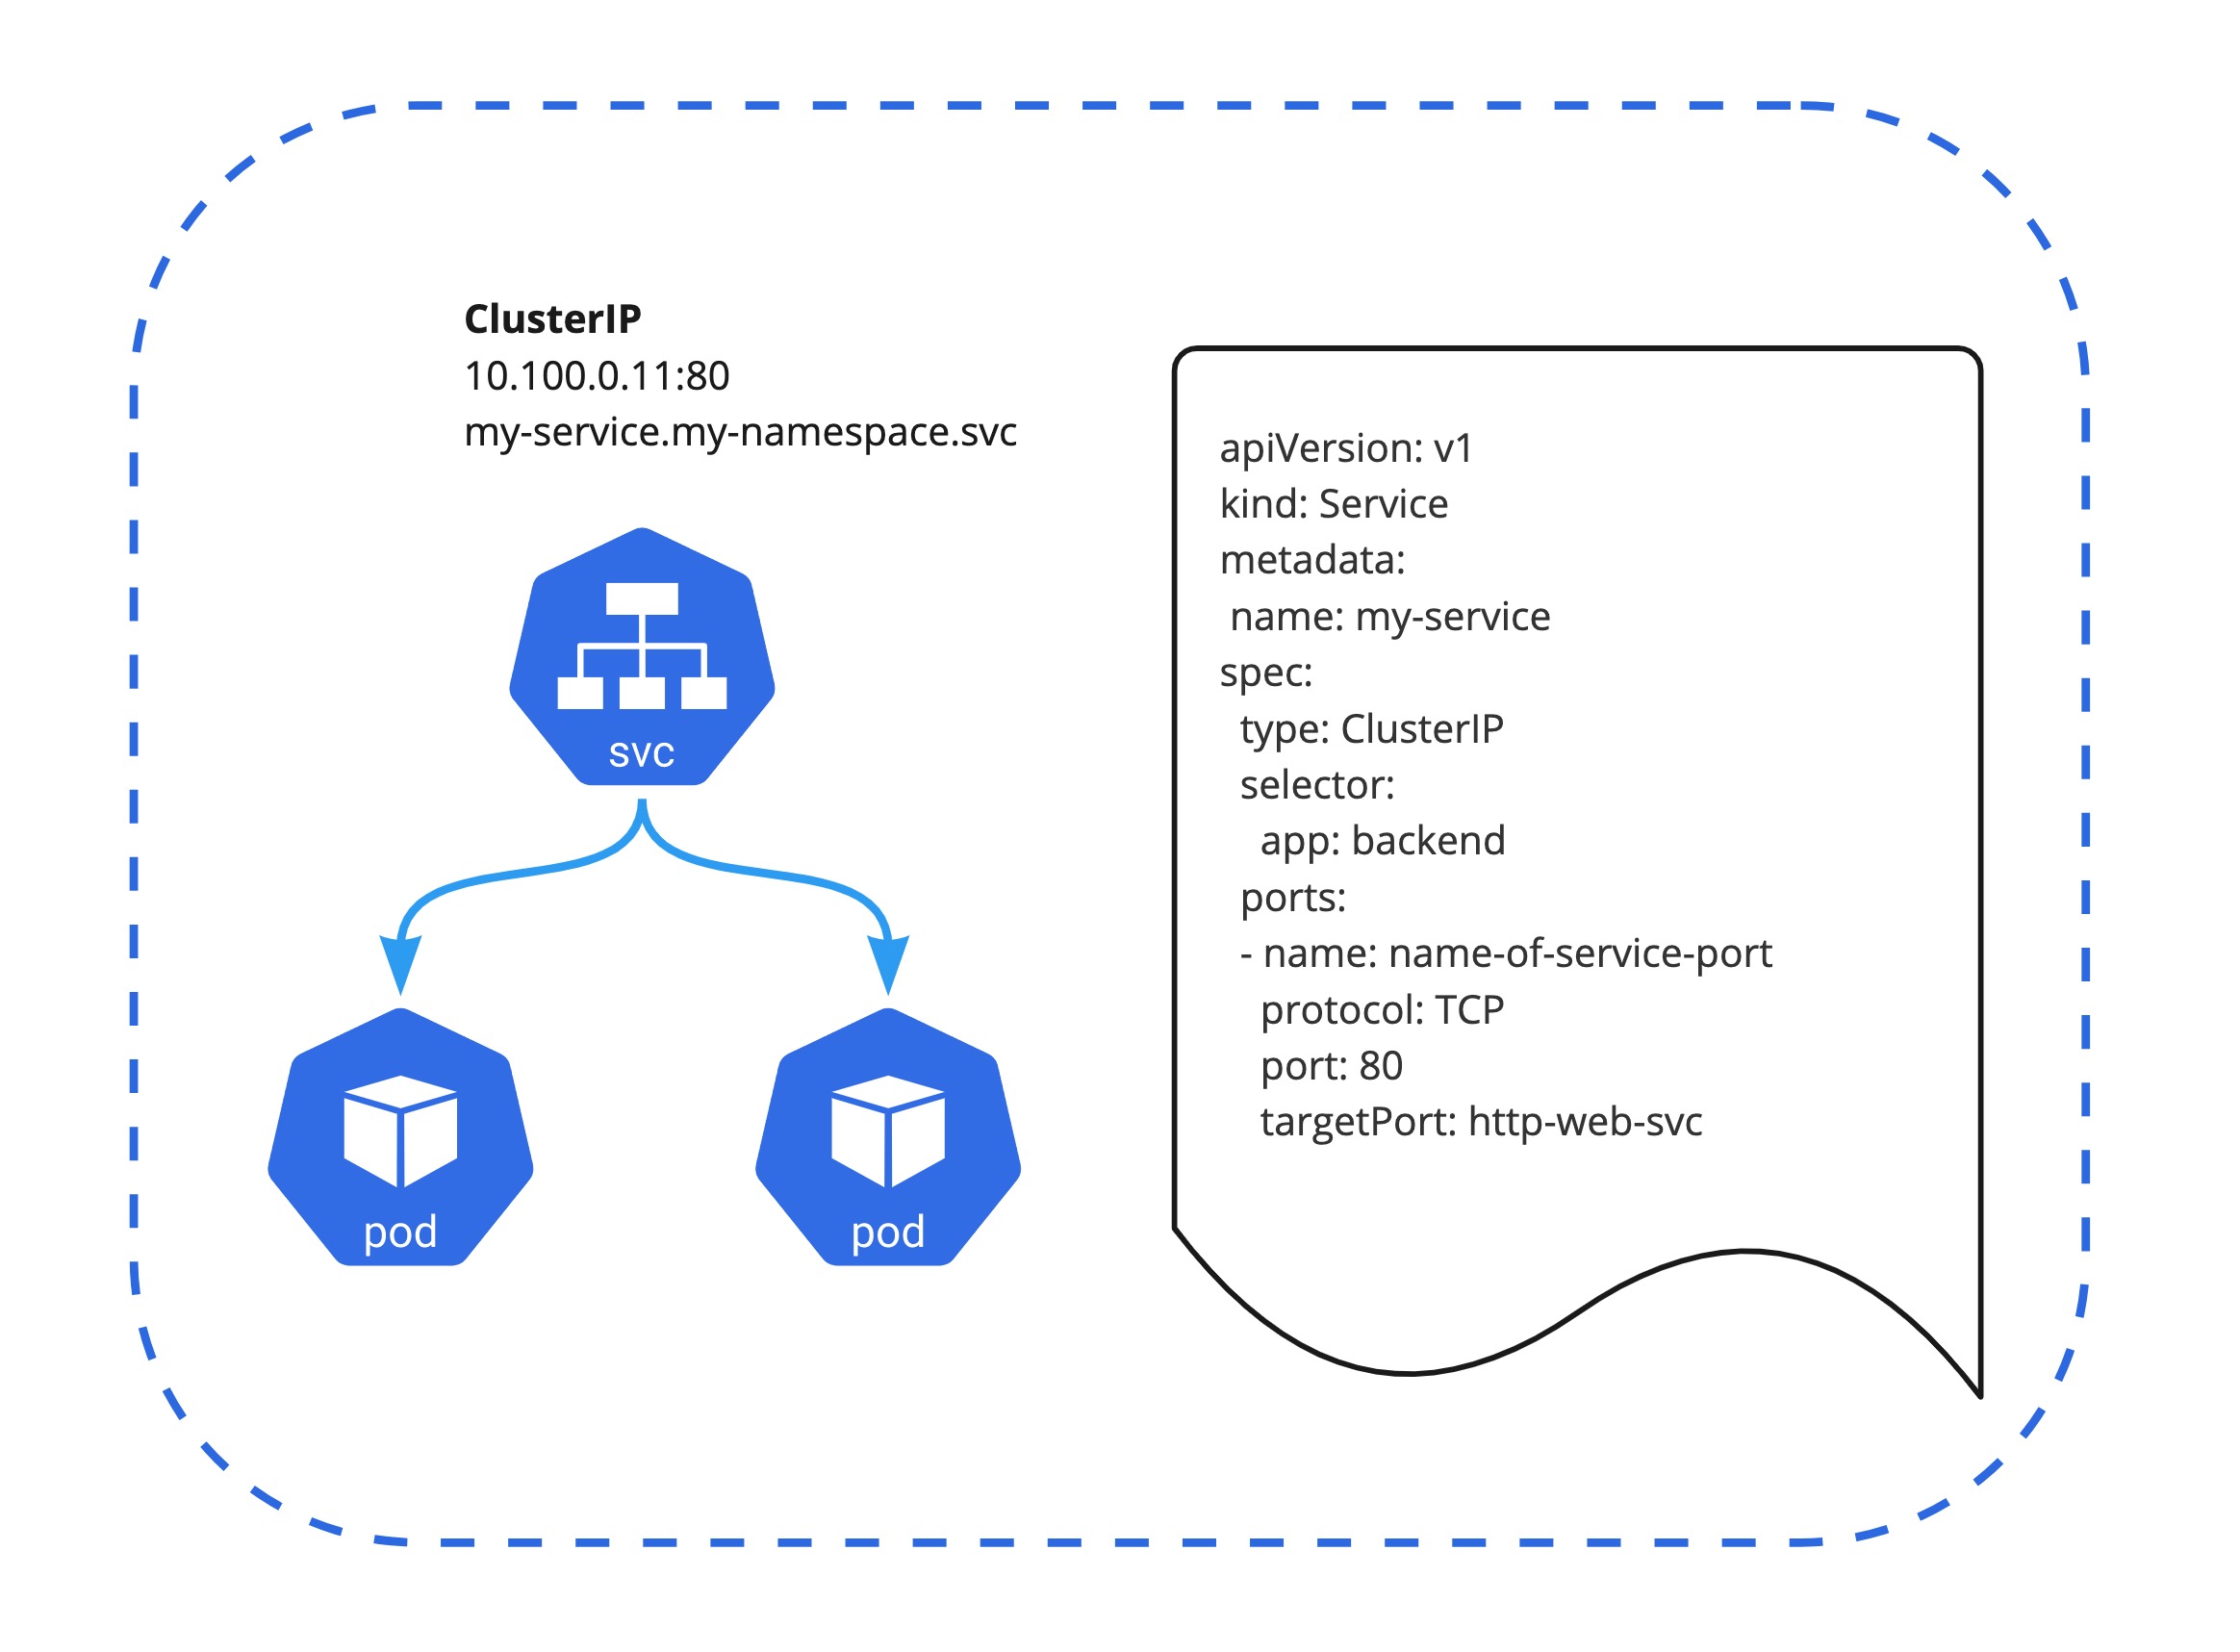 ClusterIP
10.100.0.11:80
my-service.my-namespace.svc
svc
pod
pod
apiVersion: v1
kind: Service
metadata:
 name: my-service
spec:
  type: ClusterIP
  selector:
    app: backend
  ports:
  - name: name-of-service-port
    protocol: TCP
    port: 80
    targetPort: http-web-svc